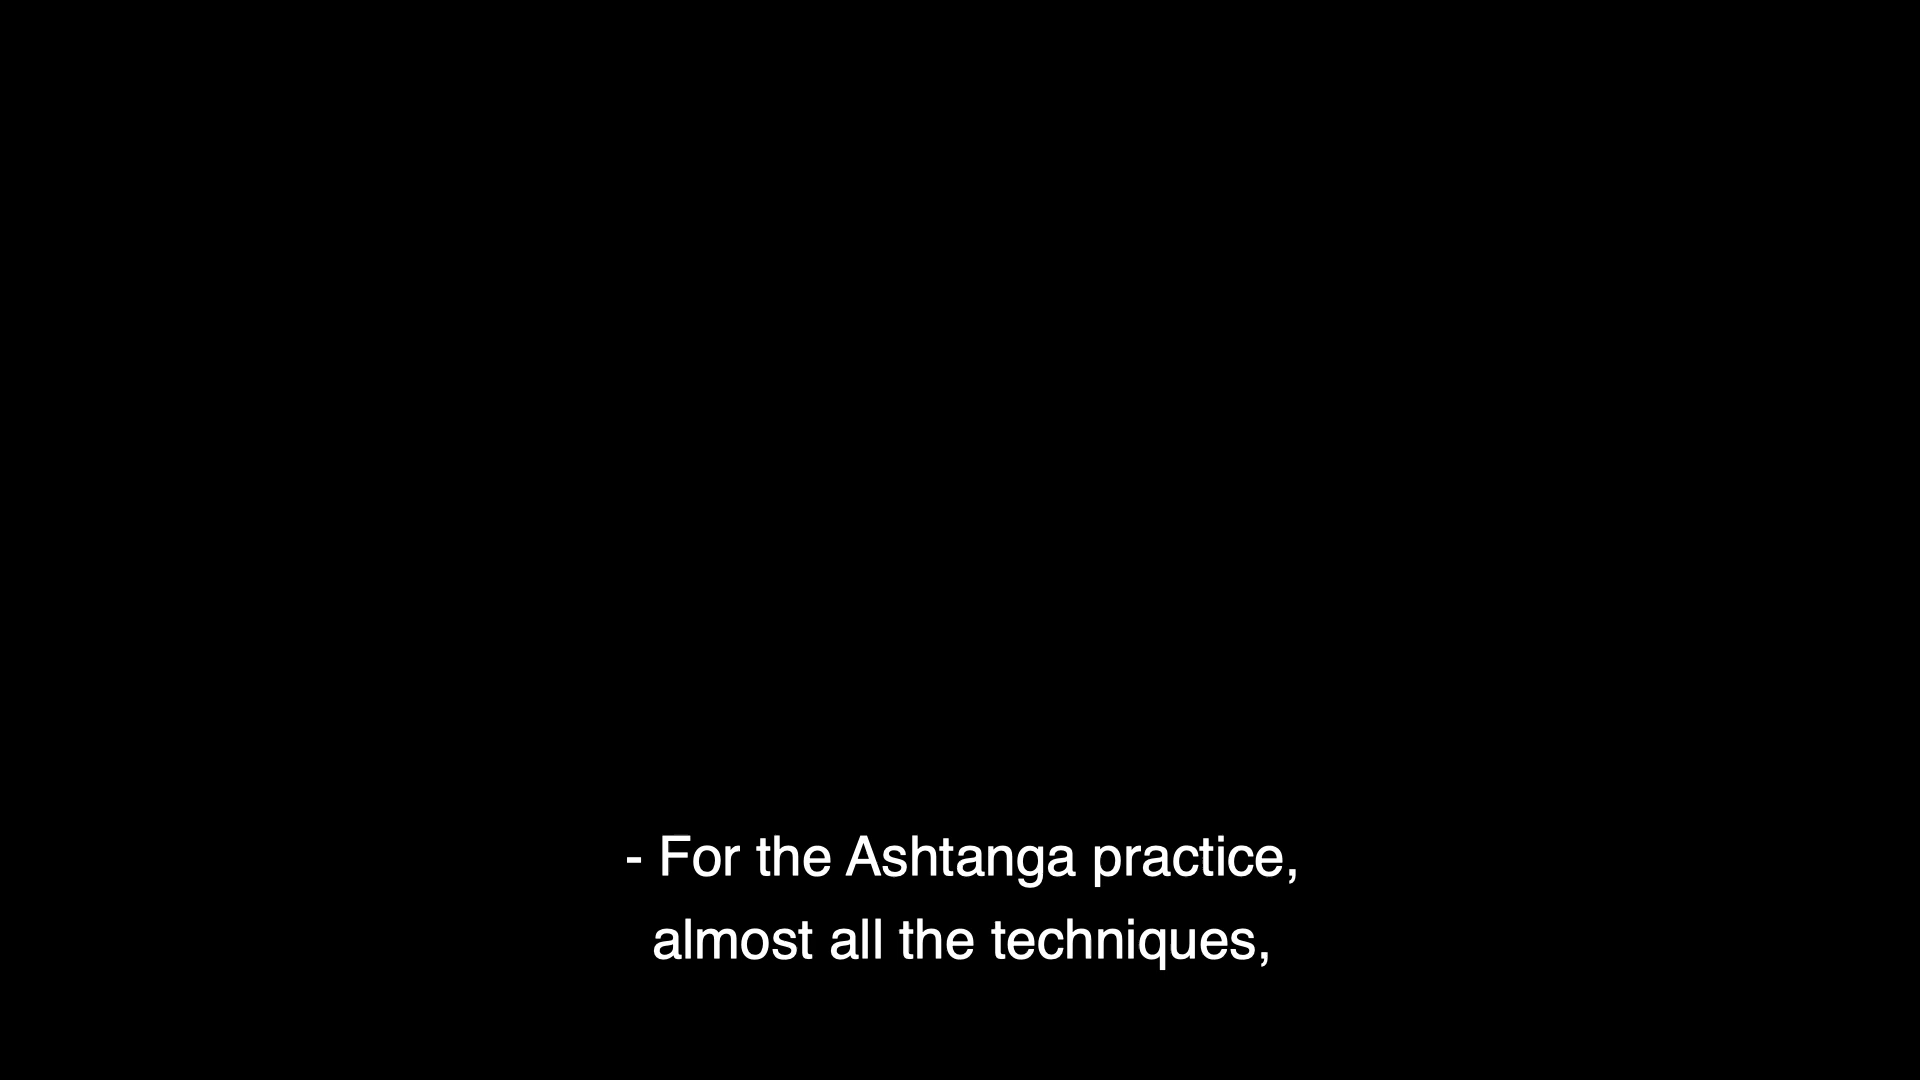 - For the Ashtanga practice,
almost all the techniques,